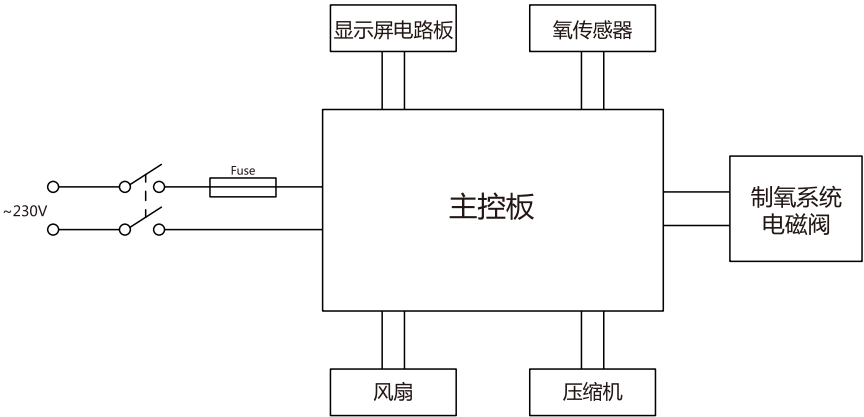 显示屏电路板
氧传感器
Fuse
~230V
主控板
制氧系统
电磁阀
风扇
压缩机